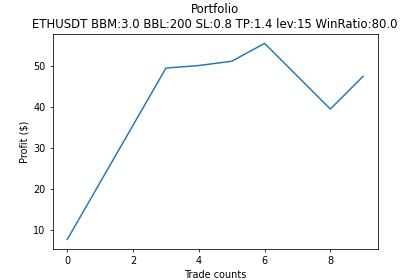 Portfolio
ETHUSDT BBM:3.0 BBL:200 SL:0.8 TP:1.4 lev:15 WinRatio:80.0
50
40
30
20
10
Profit ($)
0 2 4 6 8
Trade counts